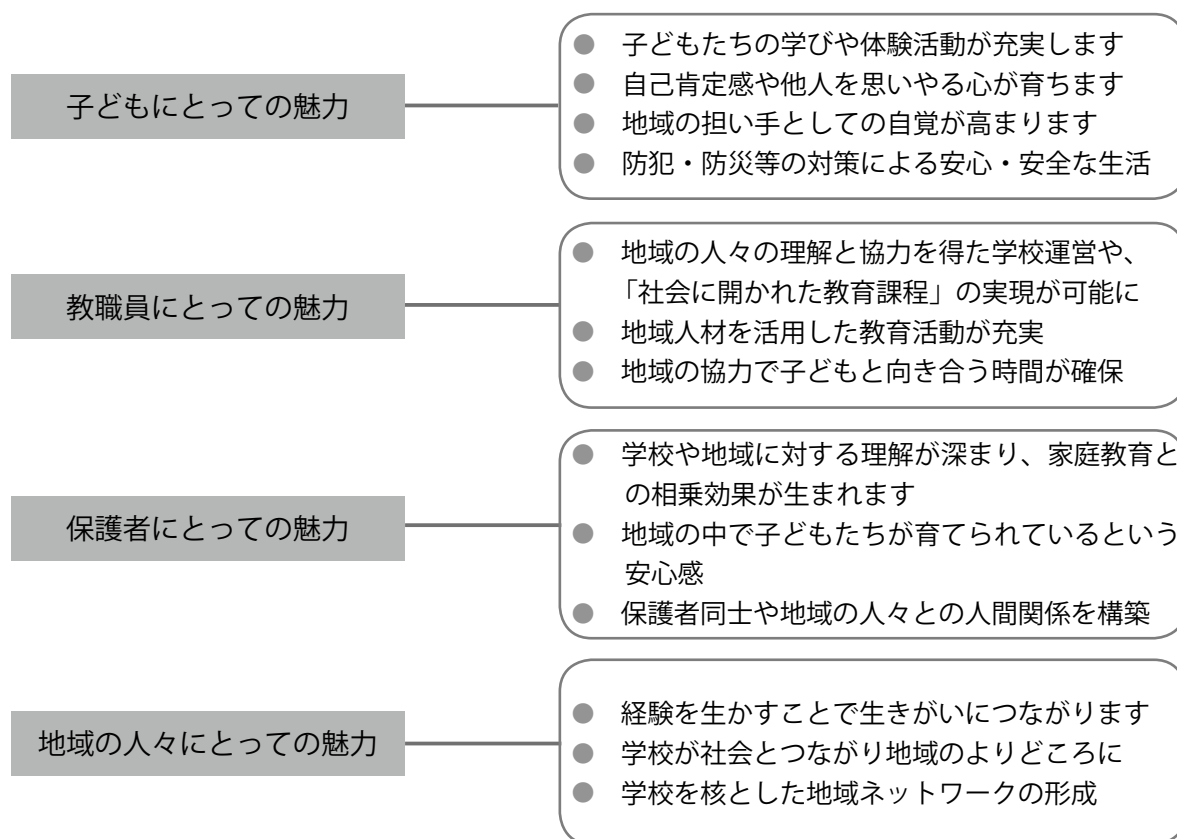 子どもにとっての魅力
● 子どもたちの学びや体験活動が充実します
● 自己肯定感や他人を思いやる心が育ちます
● 地域の担い手としての自覚が高まります
● 防犯・防災等の対策による安心・安全な生活
教職員にとっての魅力
● 地域の人々の理解と協力を得た学校運営や、
「社会に開かれた教育課程」の実現が可能に
● 地域人材を活用した教育活動が充実
● 地域の協力で子どもと向き合う時間が確保
保護者にとっての魅力
● 学校や地域に対する理解が深まり、家庭教育と
の相乗効果が生まれます
● 地域の中で子どもたちが育てられているという
安心感
● 保護者同士や地域の人々との人間関係を構築
地域の人々にとっての魅力
● 経験を生かすことで生きがいにつながります
● 学校が社会とつながり地域のよりどころに
● 学校を核とした地域ネットワークの形成